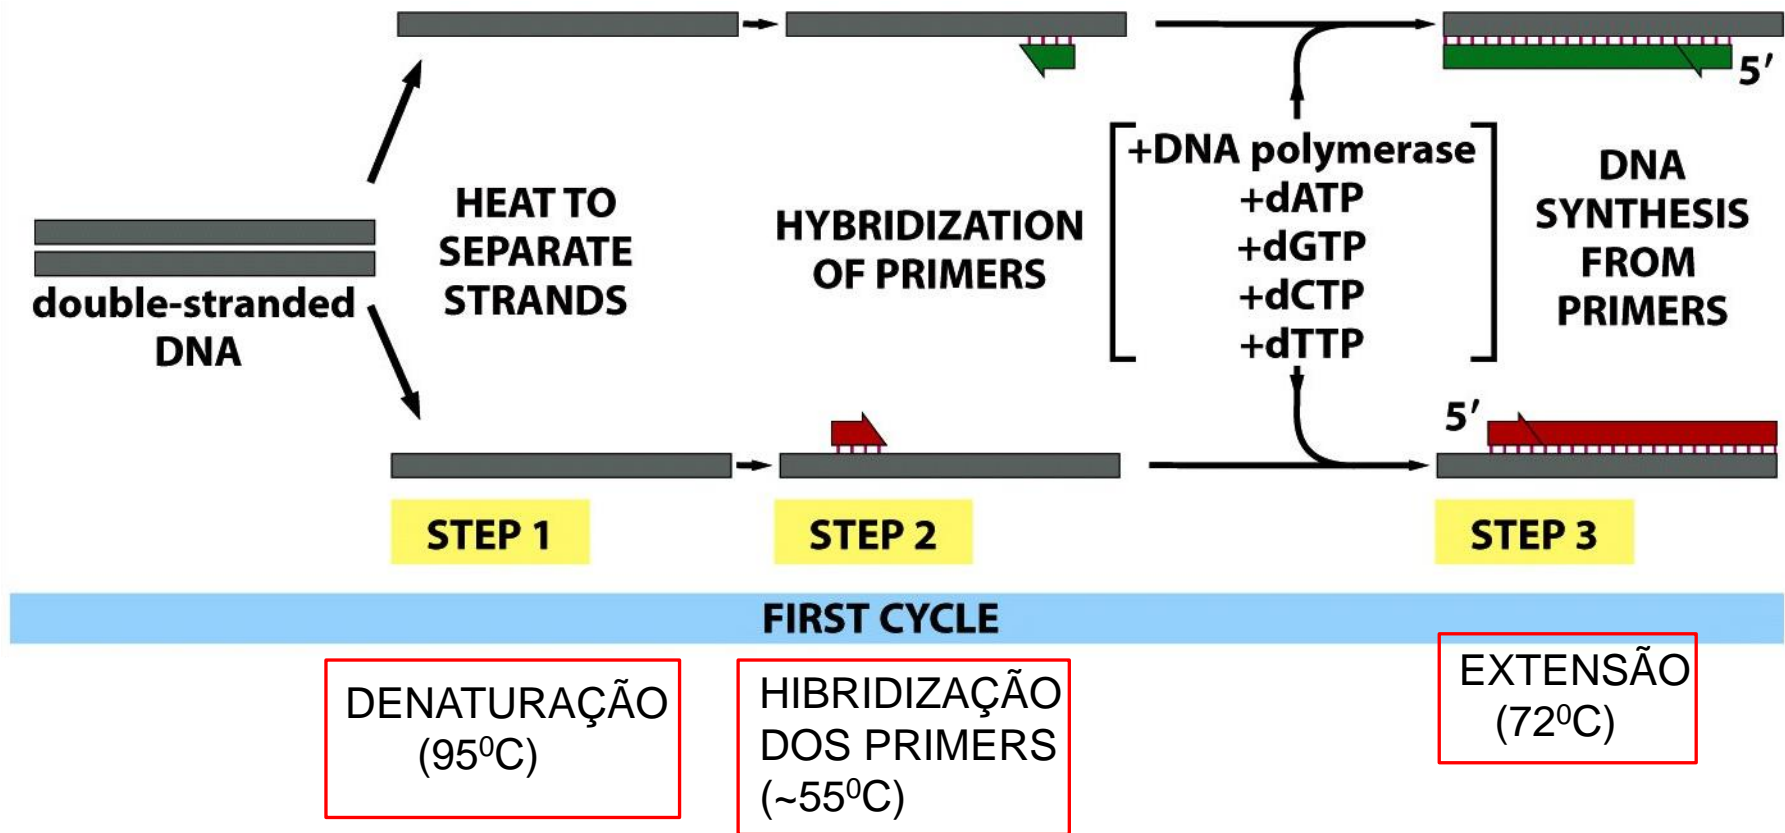 double-stranded
DNA
HEAT TO
SEPARATE
STRANDS
HYBRIDIZATION
OF PRIMERS
+DNA polymerase
+dATP
+dGTP
+dCTP
+dTTP
5′
DNA
SYNTHESIS
FROM
PRIMERS
5′
STEP 1
STEP 2
STEP 3
FIRST CYCLE
DENATURAÇÃO
(95⁰C)
HIBRIDIZAÇÃO
DOS PRIMERS
(~55⁰C)
EXTENSÃO
(72⁰C)